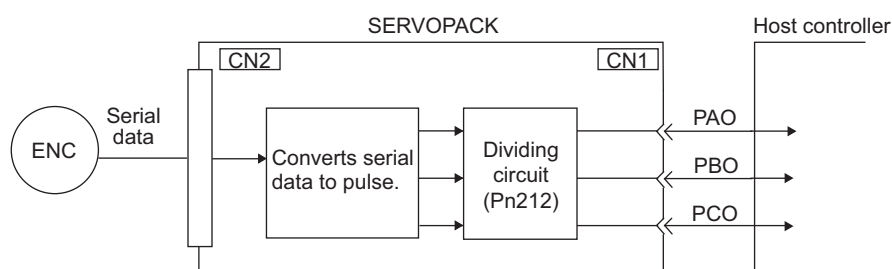 SERVOPACK
Host controller
CN2
CN1
Serial
data
ENC
Converts serial
data to pulse.
Dividing
circuit
(Pn212)
PAO
PBO
PCO